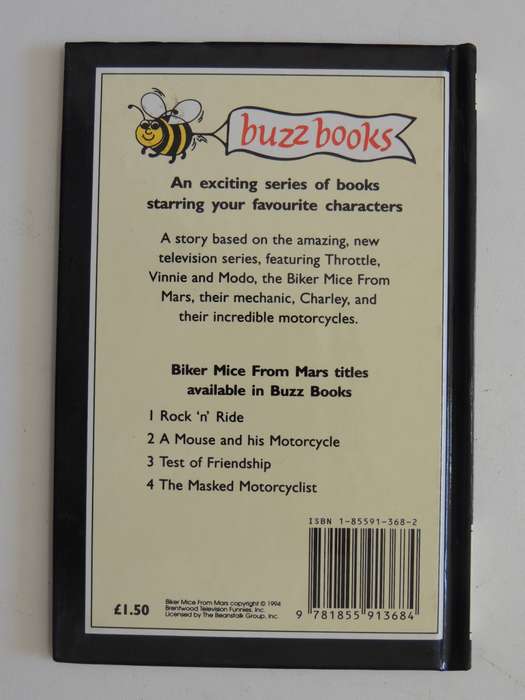 buzz books
An exciting series of books
starring your favourite characters
A story based on the amazing, new
television series, featuring Throttle,
Vinnie and Modo, the Biker Mice From
Mars, their mechanic, Charley, and
their incredible motorcycles.
Biker Mice From Mars titles
available in Buzz Books
1 Rock 'n' Ride
2 A Mouse and his Motorcycle
3 Test of Friendship
4 The Masked Motorcyclist
ISBN 1-85591-368-2
£1.50
Biker Mice From Mars copyright © 1994
Brentwood Television Funnies, Inc.
Licensed by The Beanstalk Group, Inc.
9 781855 913684